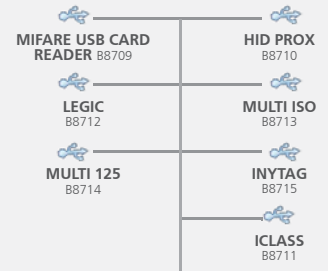 MIFARE USB CARD
READER B8709
HID PROX
B8710
LEGIC
B8712
MULTI ISO
B8713
MULTI 125
B8714
INYTAG
B8715
ICLASS
B8711